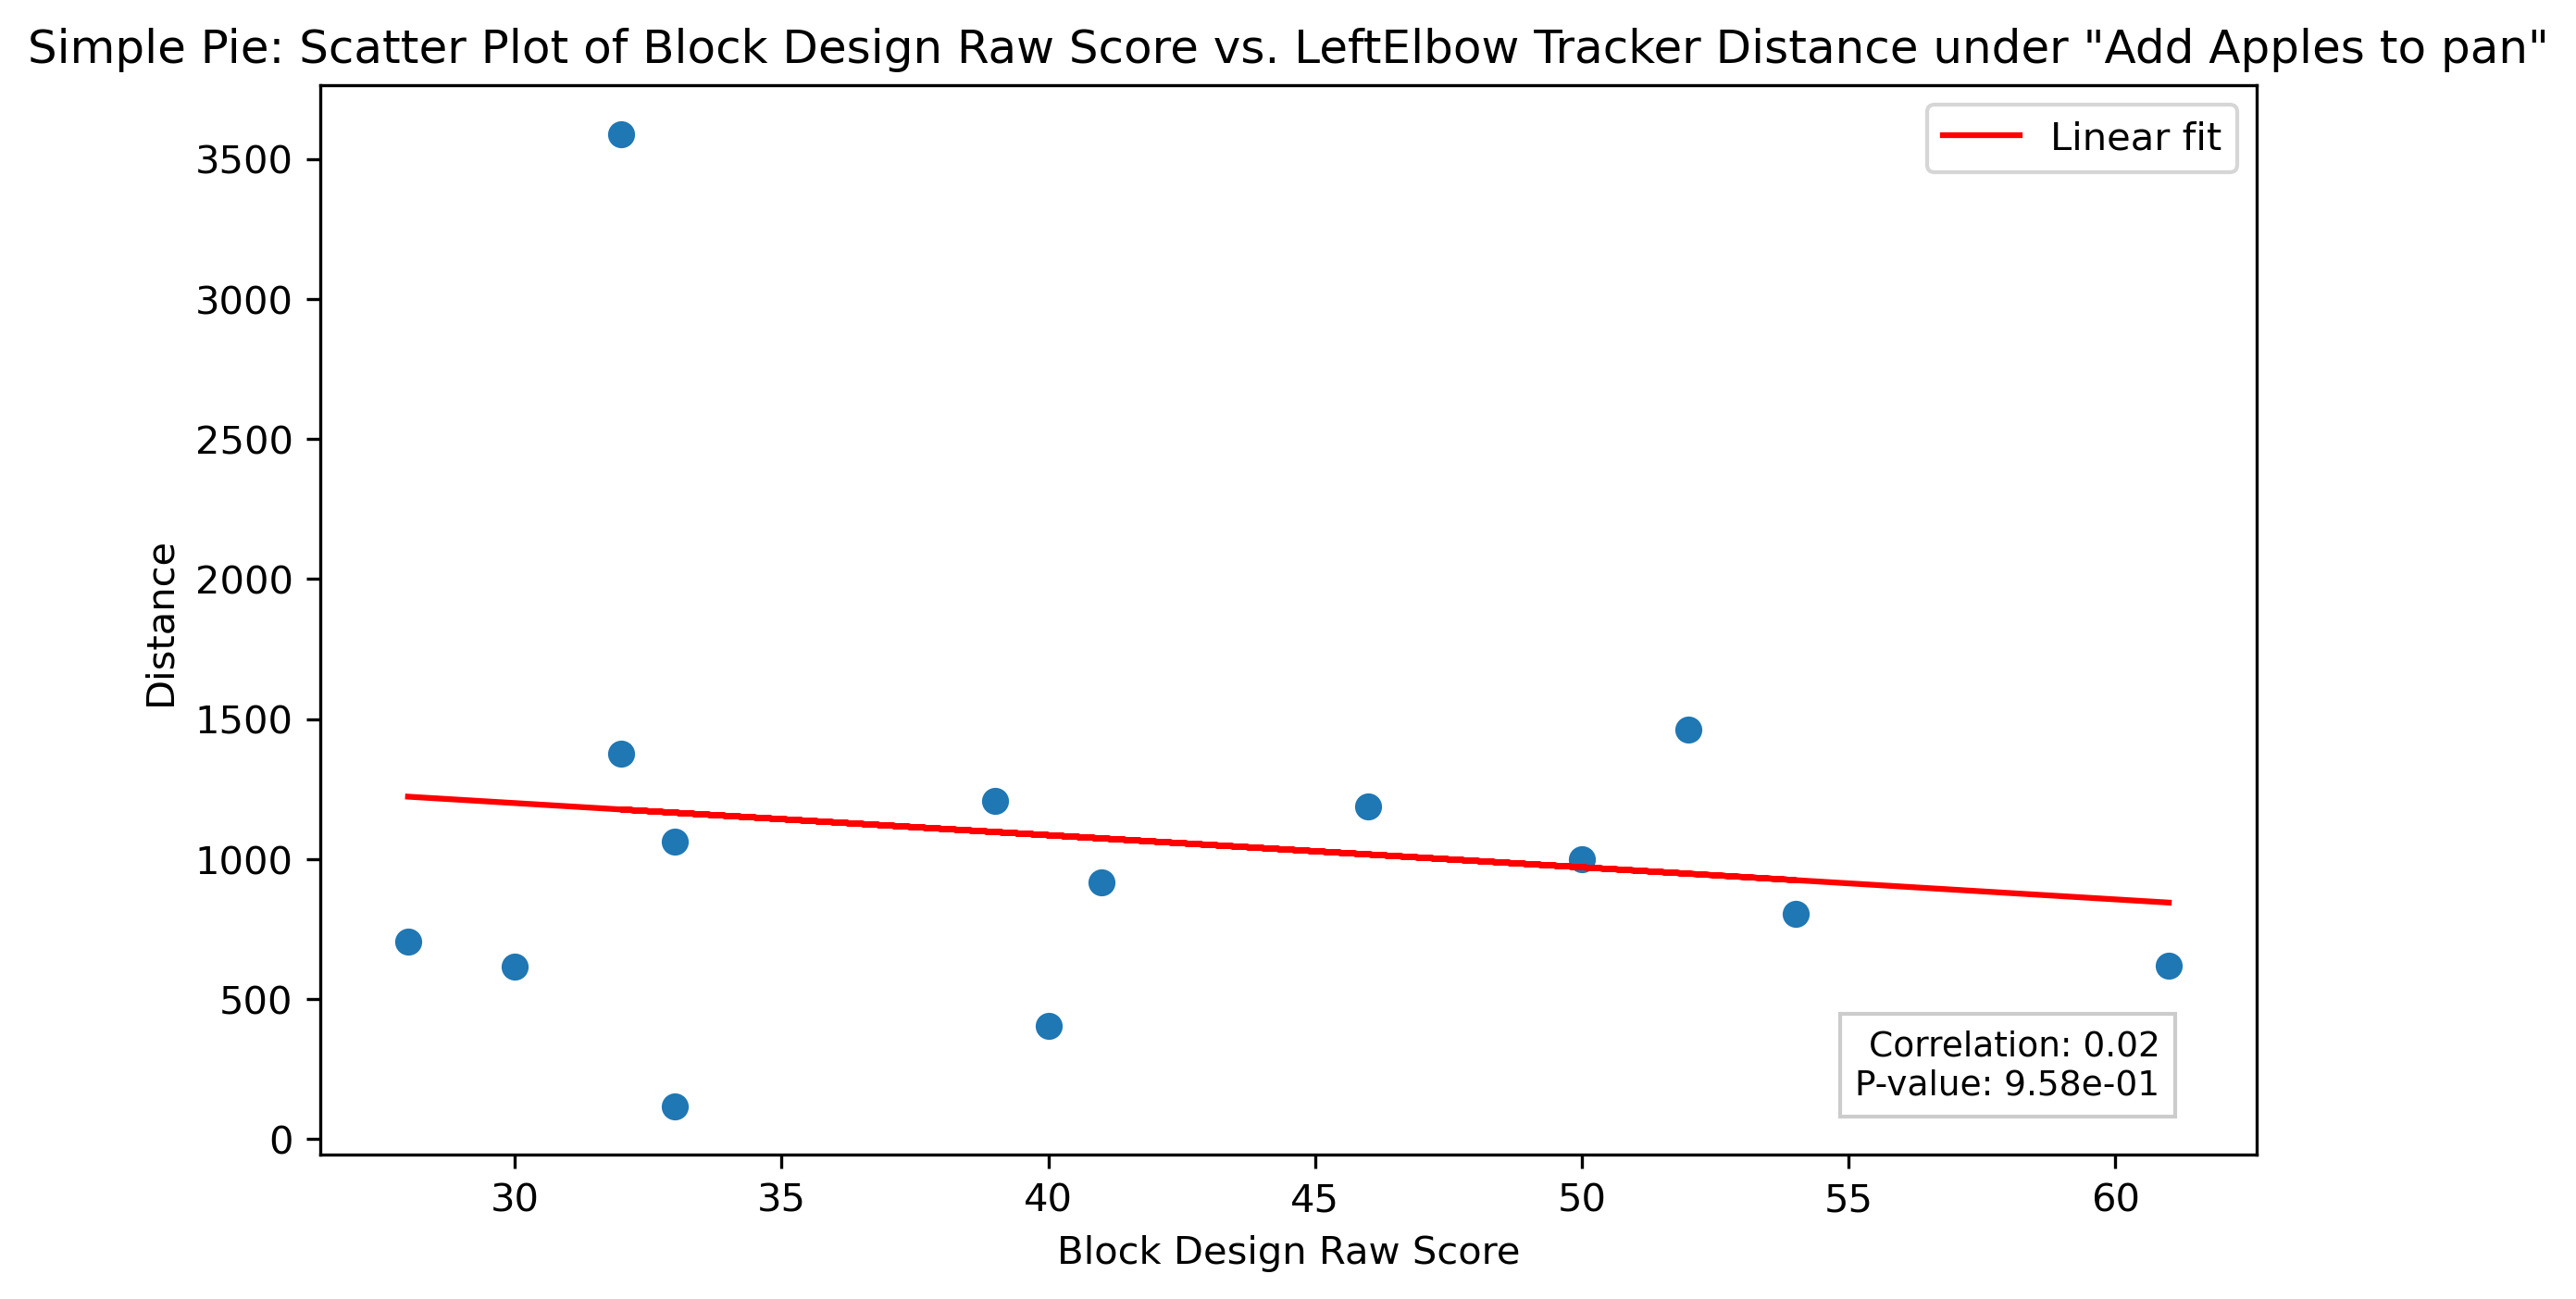 Simple Pie: Scatter Plot of Block Design Raw Score vs. LeftElbow Tracker Distance under "Add Apples to pan"
Linear fit
3500
3000
2500
2000
1500
1000
500
0
Distance
Correlation: 0.02
P-value: 9.58e-01
30 35 40 45 50 55 60
Block Design Raw Score